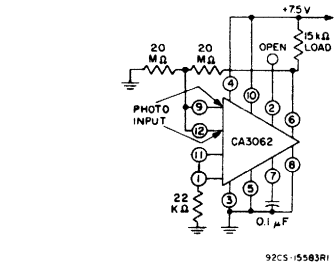 +7.5 V
15 kΩ
LOAD
20
MΩ
20
MΩ
OPEN
4
10
2
6
PHOTO
INPUT
9
12
CA3062
11
1
8
7
3
5
22
KΩ
0.1 μF
92CS-15583RI